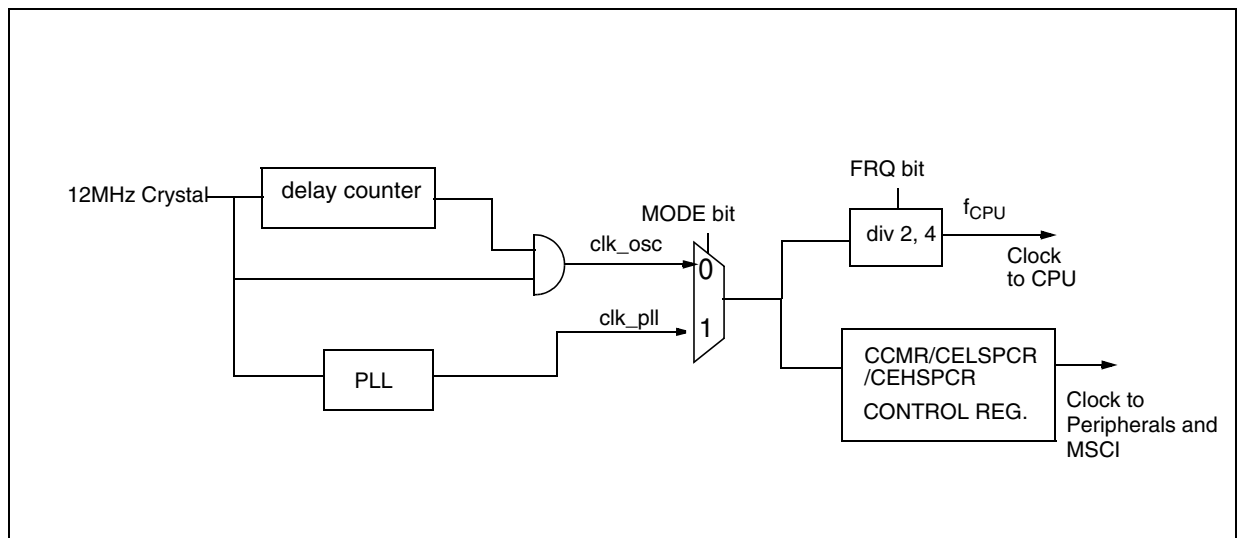 12MHz Crystal
delay counter
clk_osc
MODE bit
0
1
clk_pll
PLL
FRQ bit
div 2, 4
fCPU
Clock
to CPU
CCMR/CELSPCR
/CEHSPCR
CONTROL REG.
Clock to
Peripherals and
MSCI